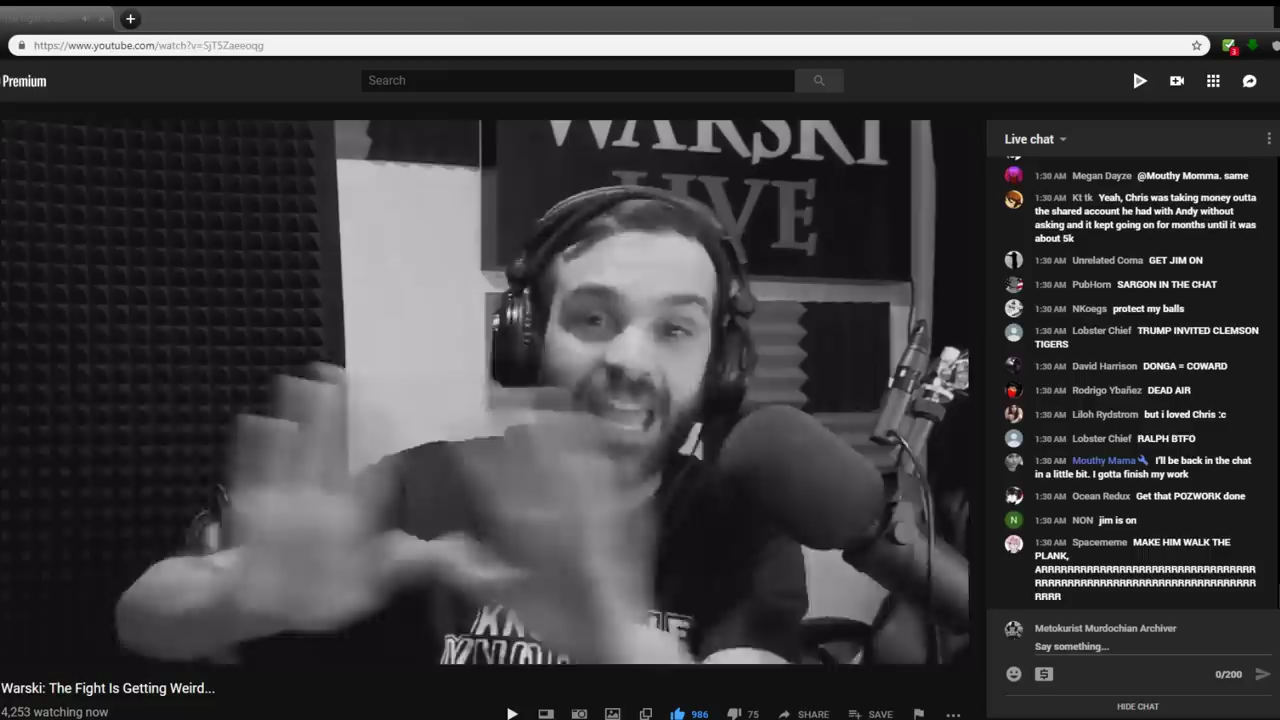 https://www.youtube.com/watch?v=SjT5Zaeeoqg
3
Premium
Search
WARSKI
LIVE
Live chat
1:30 AM Megan Dayze @Mouthy Momma. same
1:30 AM Kt tk Yeah, Chris was taking money outta
the shared account he had with Andy without
asking and it kept going on for months until it was
about 5k
1:30 AM Unrelated Coma GET JIM ON
1:30 AM PubHorn SARGON IN THE CHAT
1:30 AM NKoegs protect my balls
1:30 AM Lobster Chief TRUMP INVITED CLEMSON
TIGERS
1:30 AM David Harrison DONGA = COWARD
1:30 AM Rodrigo Ybañez DEAD AIR
1:30 AM Liloh Rydstrom but i loved Chris :c
1:30 AM Lobster Chief RALPH BTFO
1:30 AM Mouthy Mama I'll be back in the chat
in a little bit. I gotta finish my work
1:30 AM Ocean Redux Get that POZWORK done
N 1:30 AM NON jim is on
1:30 AM Spacememe MAKE HIM WALK THE
PLANK,
ARRRRRRRRRRRRRRRRRRRRRRRRRRRRRRRRR
RRRRRRRRRRRRRRRRRRRRRRRRRRRRRRRRRR
RRRR
Metokurist Murdochian Archiver
Say something...
0/200
HIDE CHAT
Warski: The Fight Is Getting Weird...
4,253 watching now
986 75 SHARE SAVE